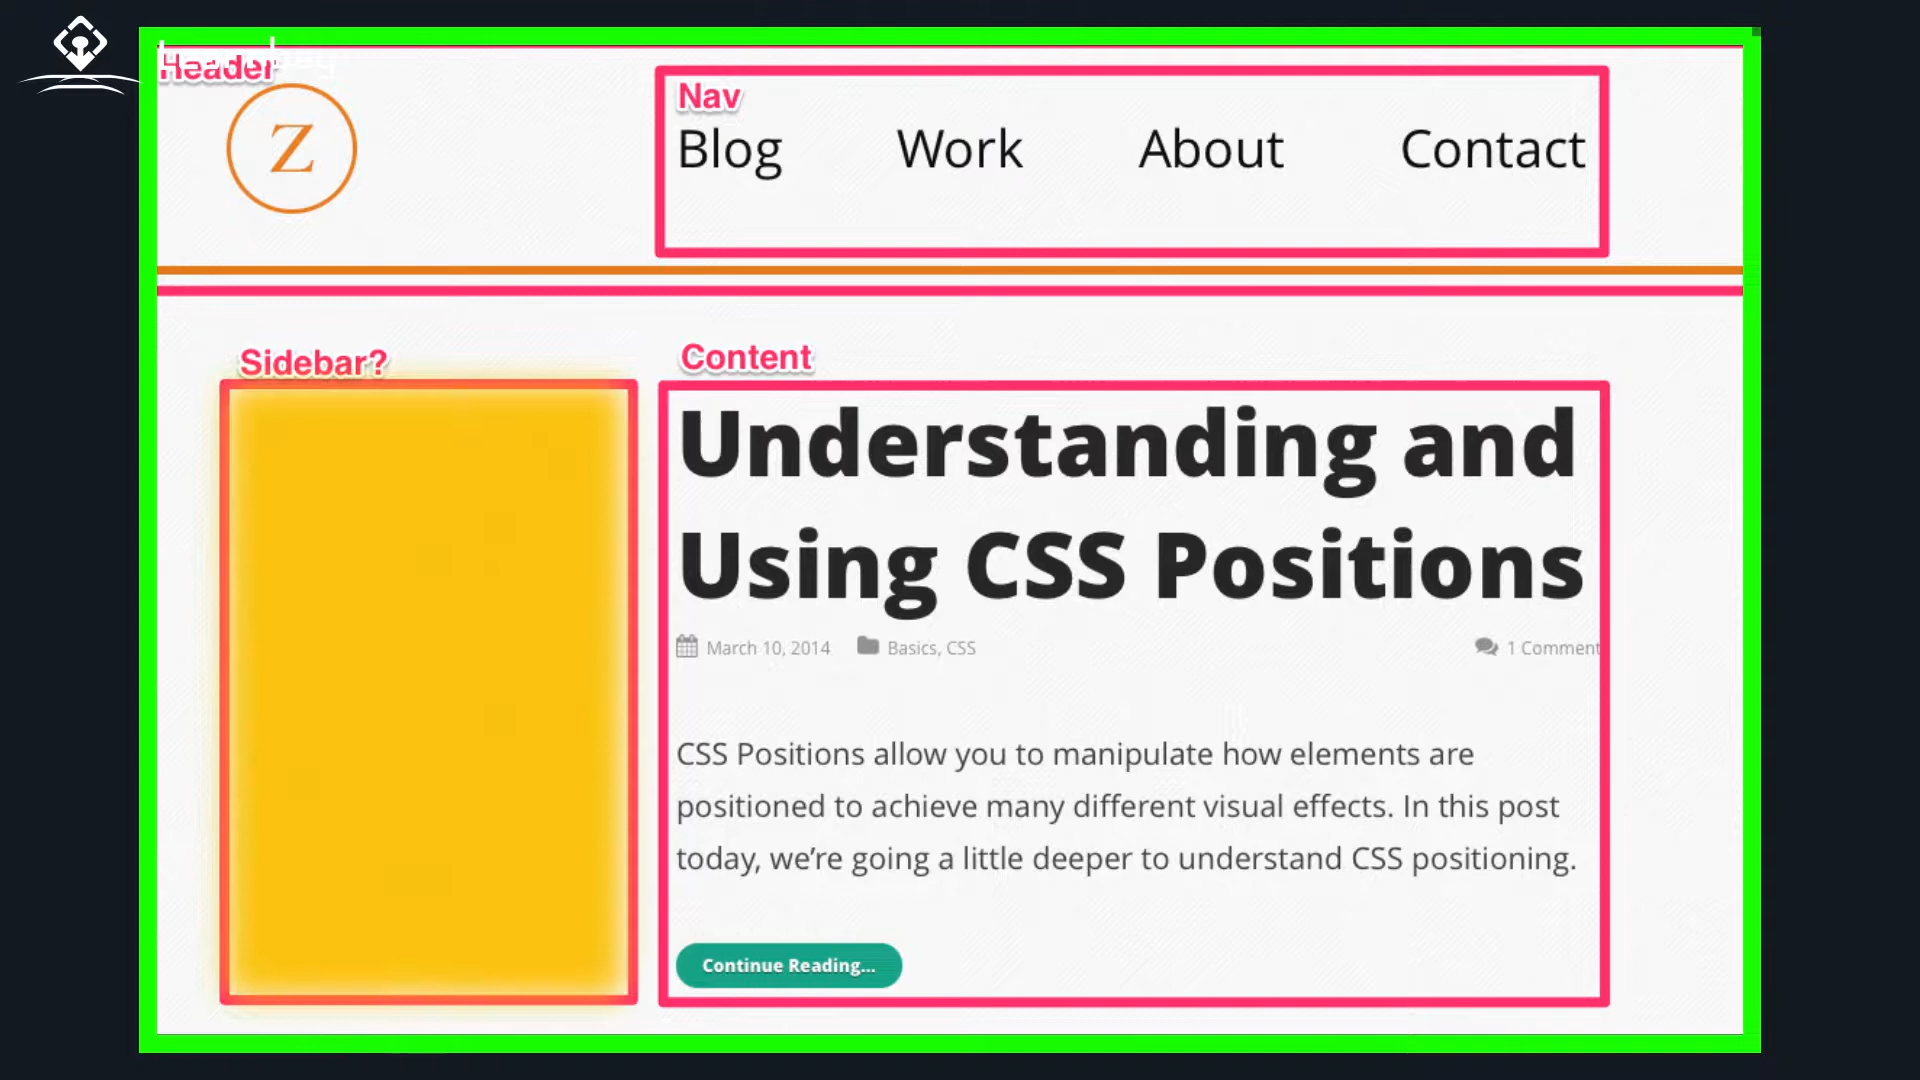 Header
Z
Nav
Blog Work About Contact
Sidebar?
Content
Understanding and
Using CSS Positions
March 10, 2014 Basics, CSS 1 Comment
CSS Positions allow you to manipulate how elements are
positioned to achieve many different visual effects. In this post
today, we’re going a little deeper to understand CSS positioning.
Continue Reading...